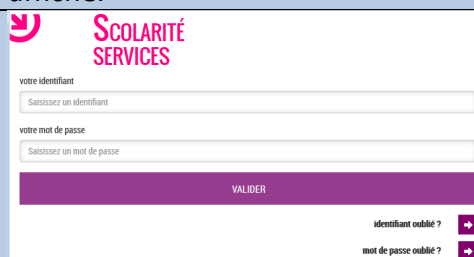 SCOLARITÉ
SERVICES
votre identifiant
Saisissez un identifiant
votre mot de passe
Saisissez un mot de passe
VALIDER
identifiant oublié ?
mot de passe oublié ?